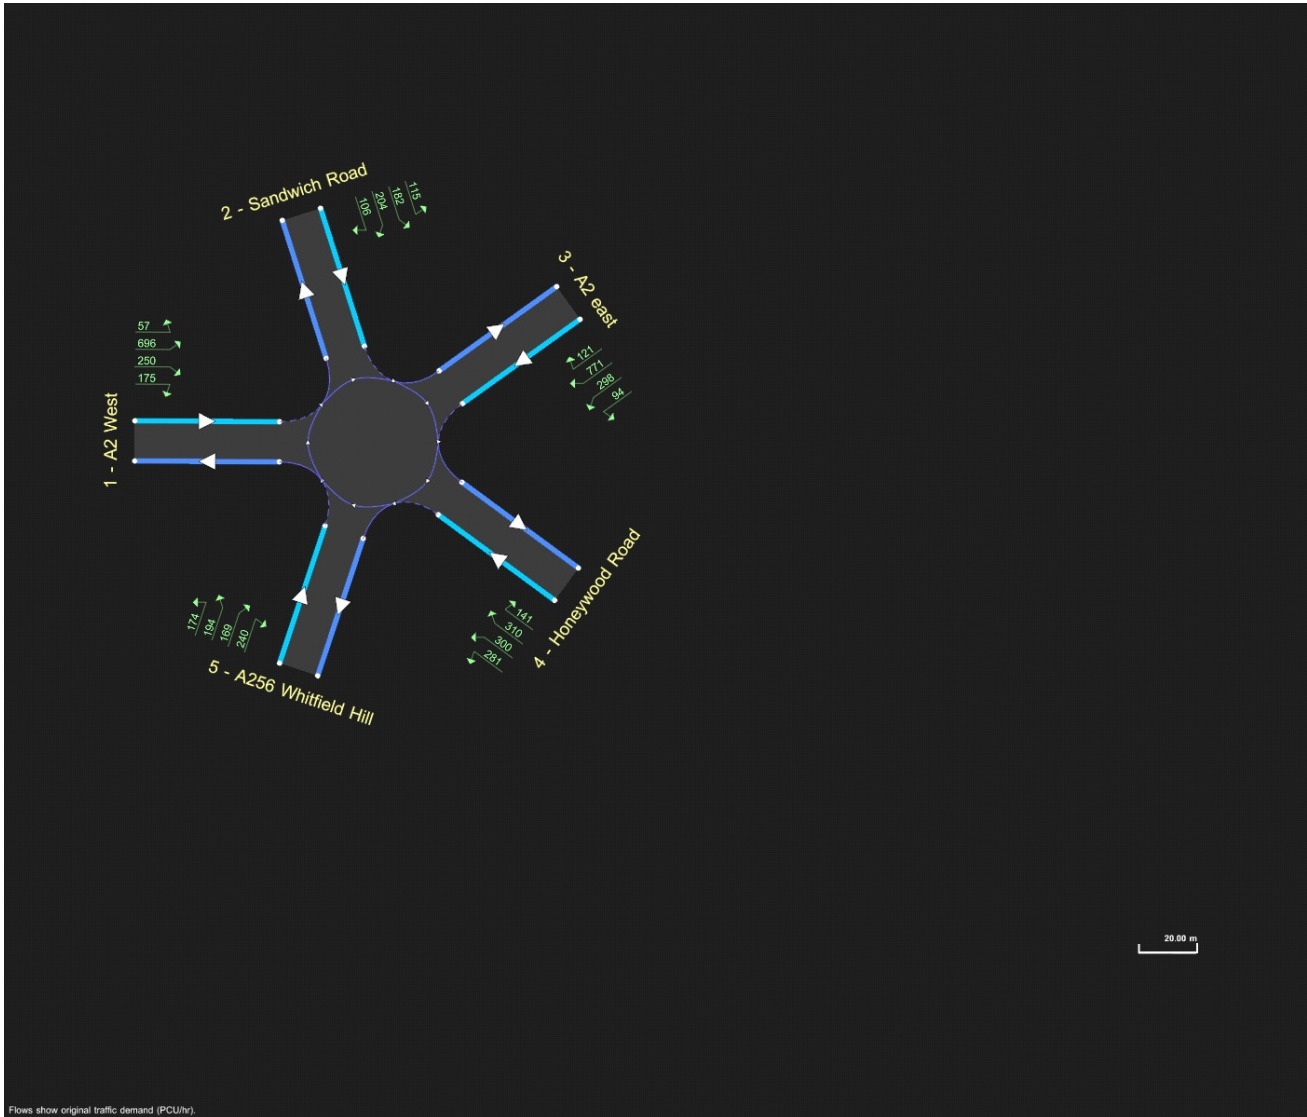 2 - Sandwich Road
106
204
182
115
3 - A2 east
57
696
250
175
121
771
298
94
1 - A2 West
141
310
300
281
4 - Honeywood Road
174
194
169
240
5 - A256 Whitfield Hill
20.00 m
Flows show original traffic demand (PCU/hr).